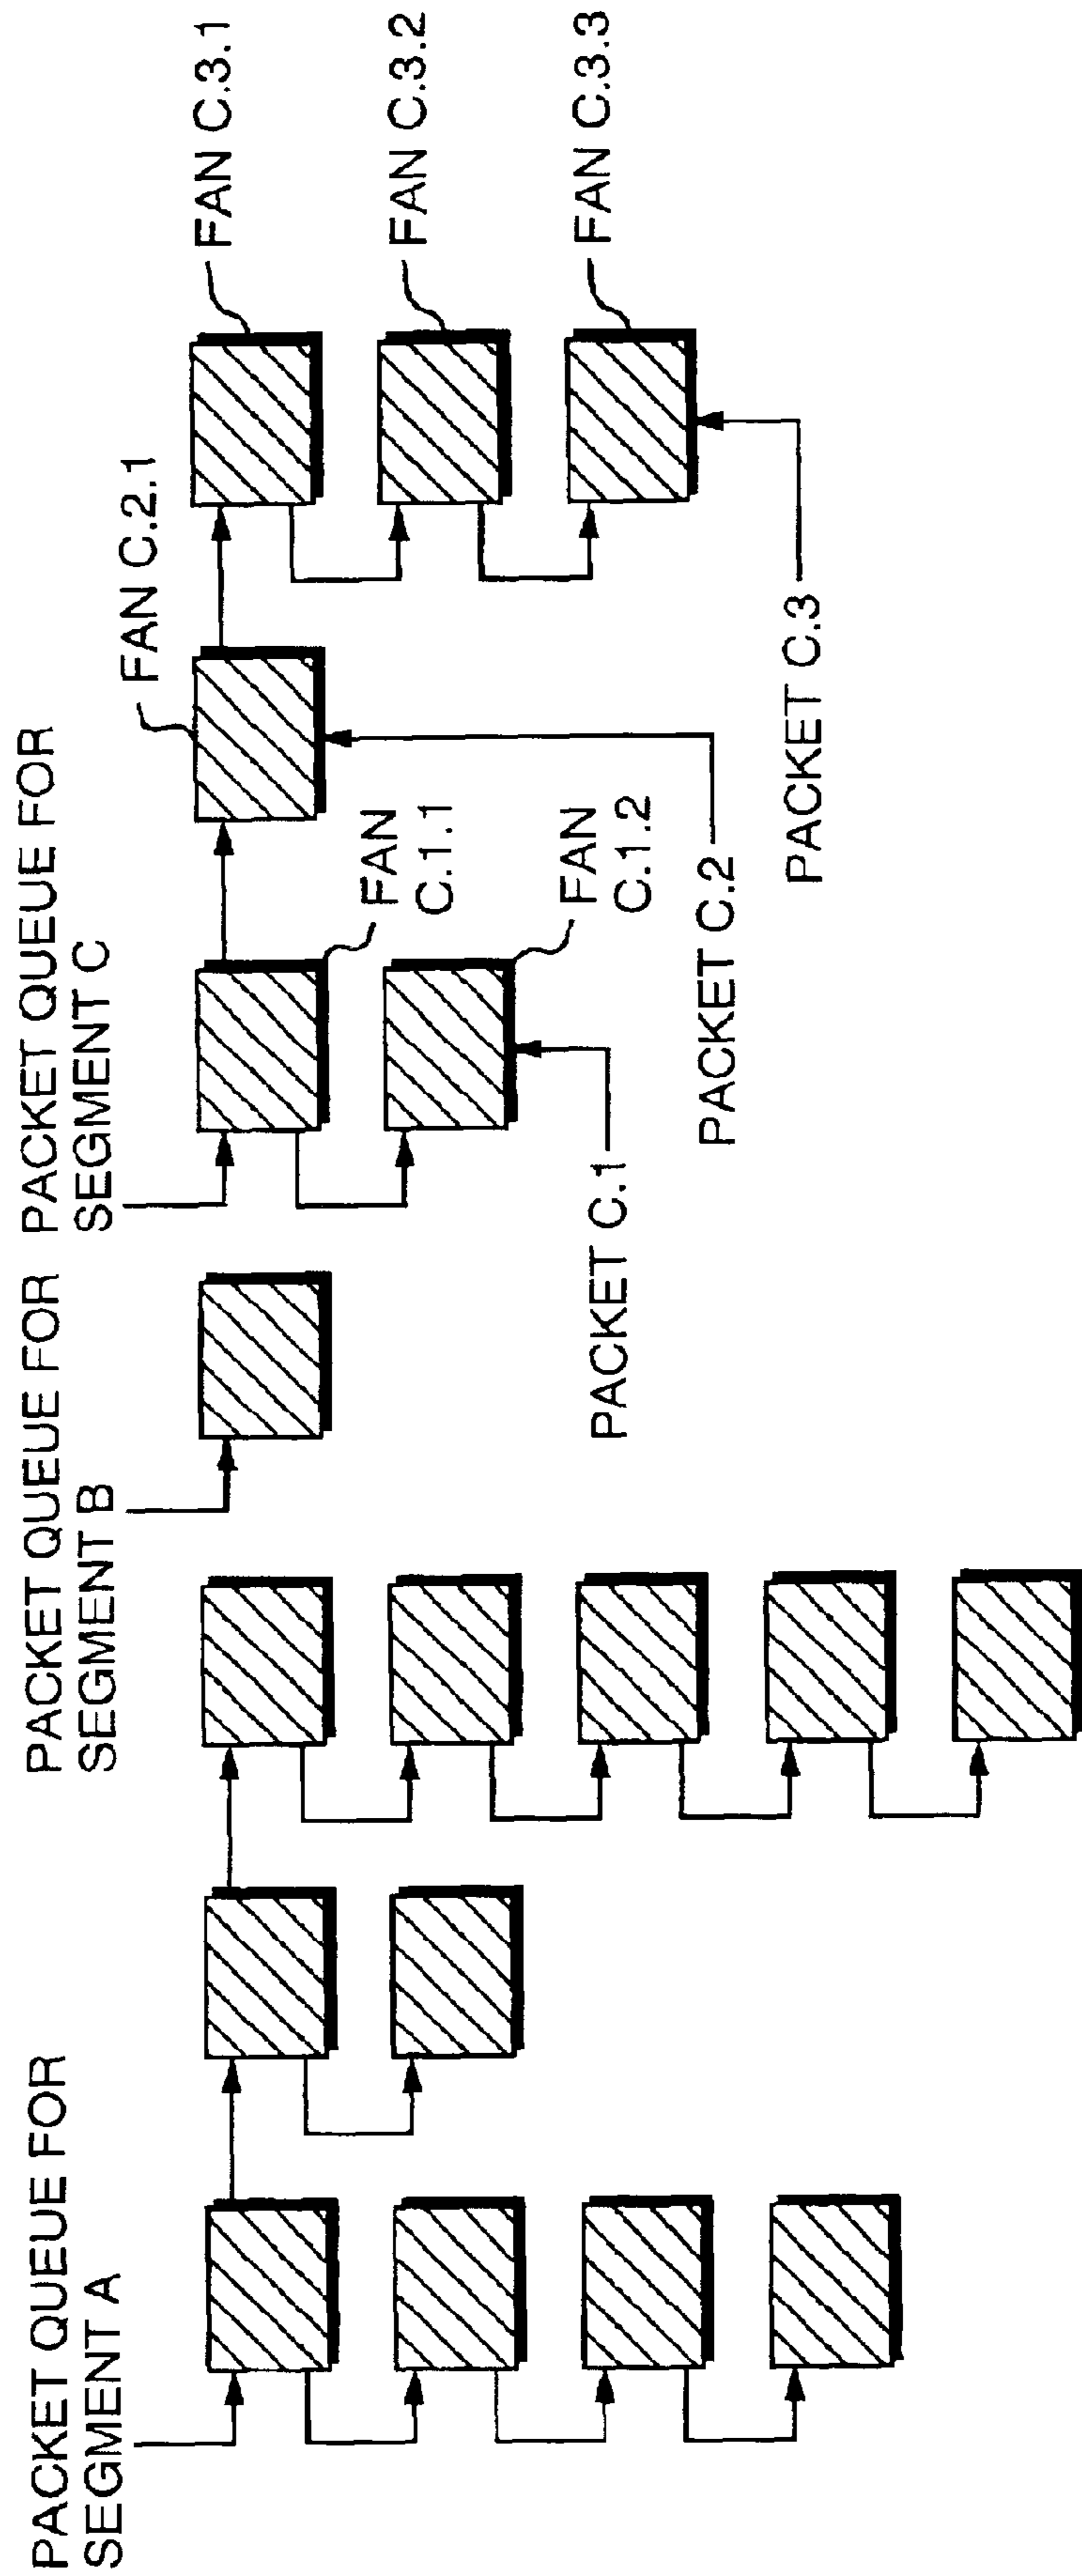 PACKET QUEUE FOR
SEGMENT A
PACKET QUEUE FOR
SEGMENT B
PACKET QUEUE FOR
SEGMENT C
FAN C.2.1
FAN C.3.1
FAN
C.1.1
FAN C.3.2
FAN
C.1.2
FAN C.3.3
PACKET C.1
PACKET C.2
PACKET C.3